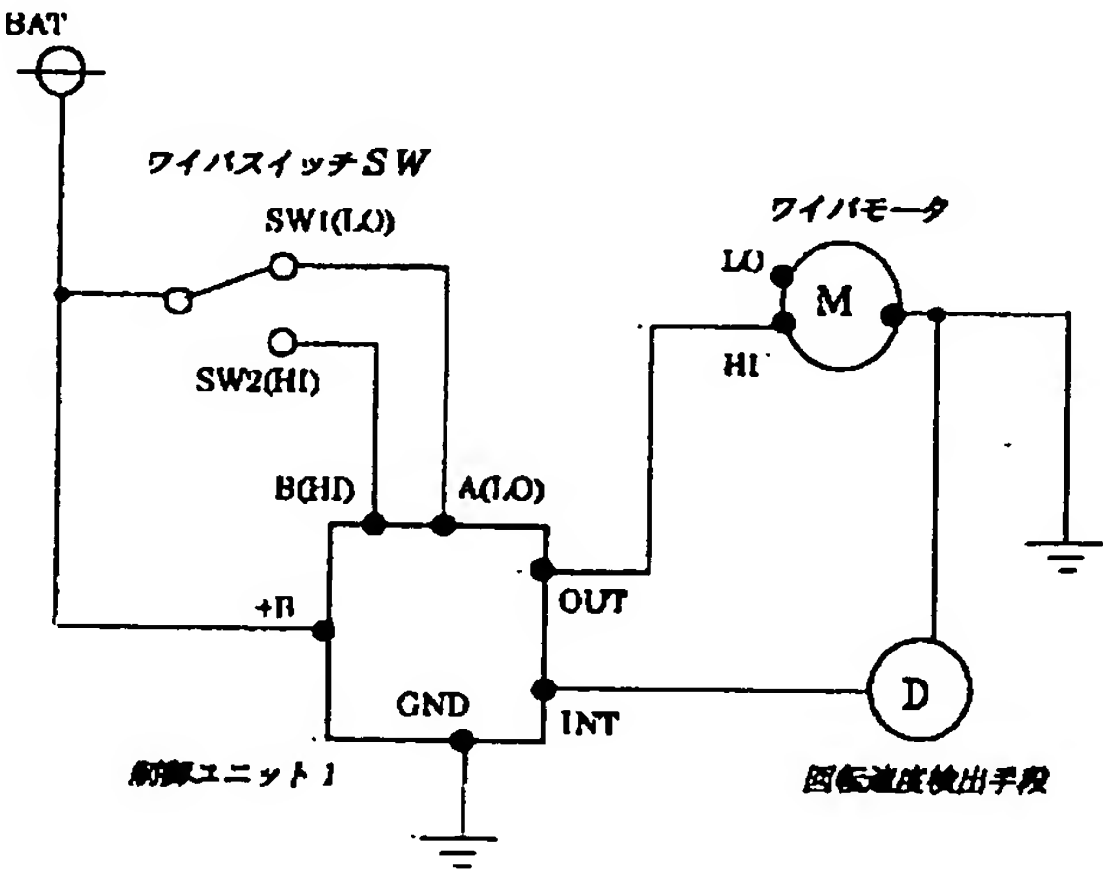 BAT
ワイパスイッチSW
SW1(LO)
ワイパモータ
LO
M
HI
SW2(HI)
B(HI)
A(LO)
OUT
+B
D
GND
INT
制御ユニット1
回転速度検出手段